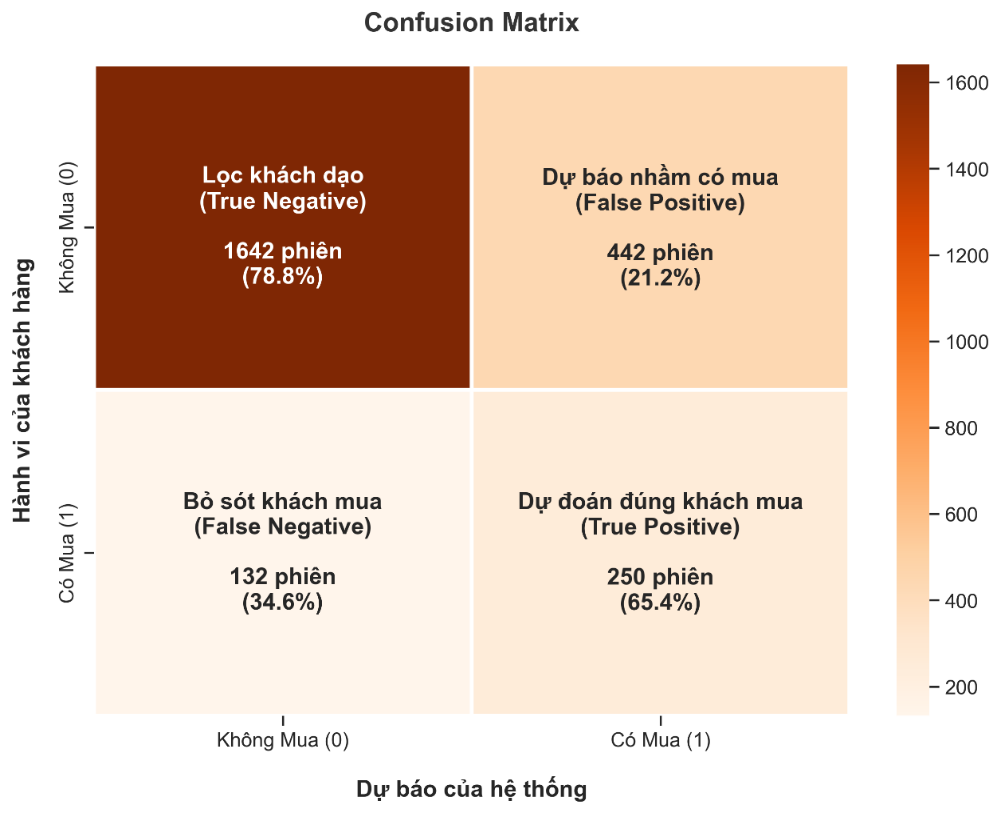 Confusion Matrix
Lọc khách dạo
(True Negative)
1642 phiên
(78.8%)
Dự báo nhầm có mua
(False Positive)
442 phiên
(21.2%)
Bỏ sót khách mua
(False Negative)
132 phiên
(34.6%)
Dự đoán đúng khách mua
(True Positive)
250 phiên
(65.4%)
Hành vi của khách hàng
Không Mua (0)
Có Mua (1)
Không Mua (0)
Có Mua (1)
Dự báo của hệ thống
1600
1400
1200
1000
800
600
400
200